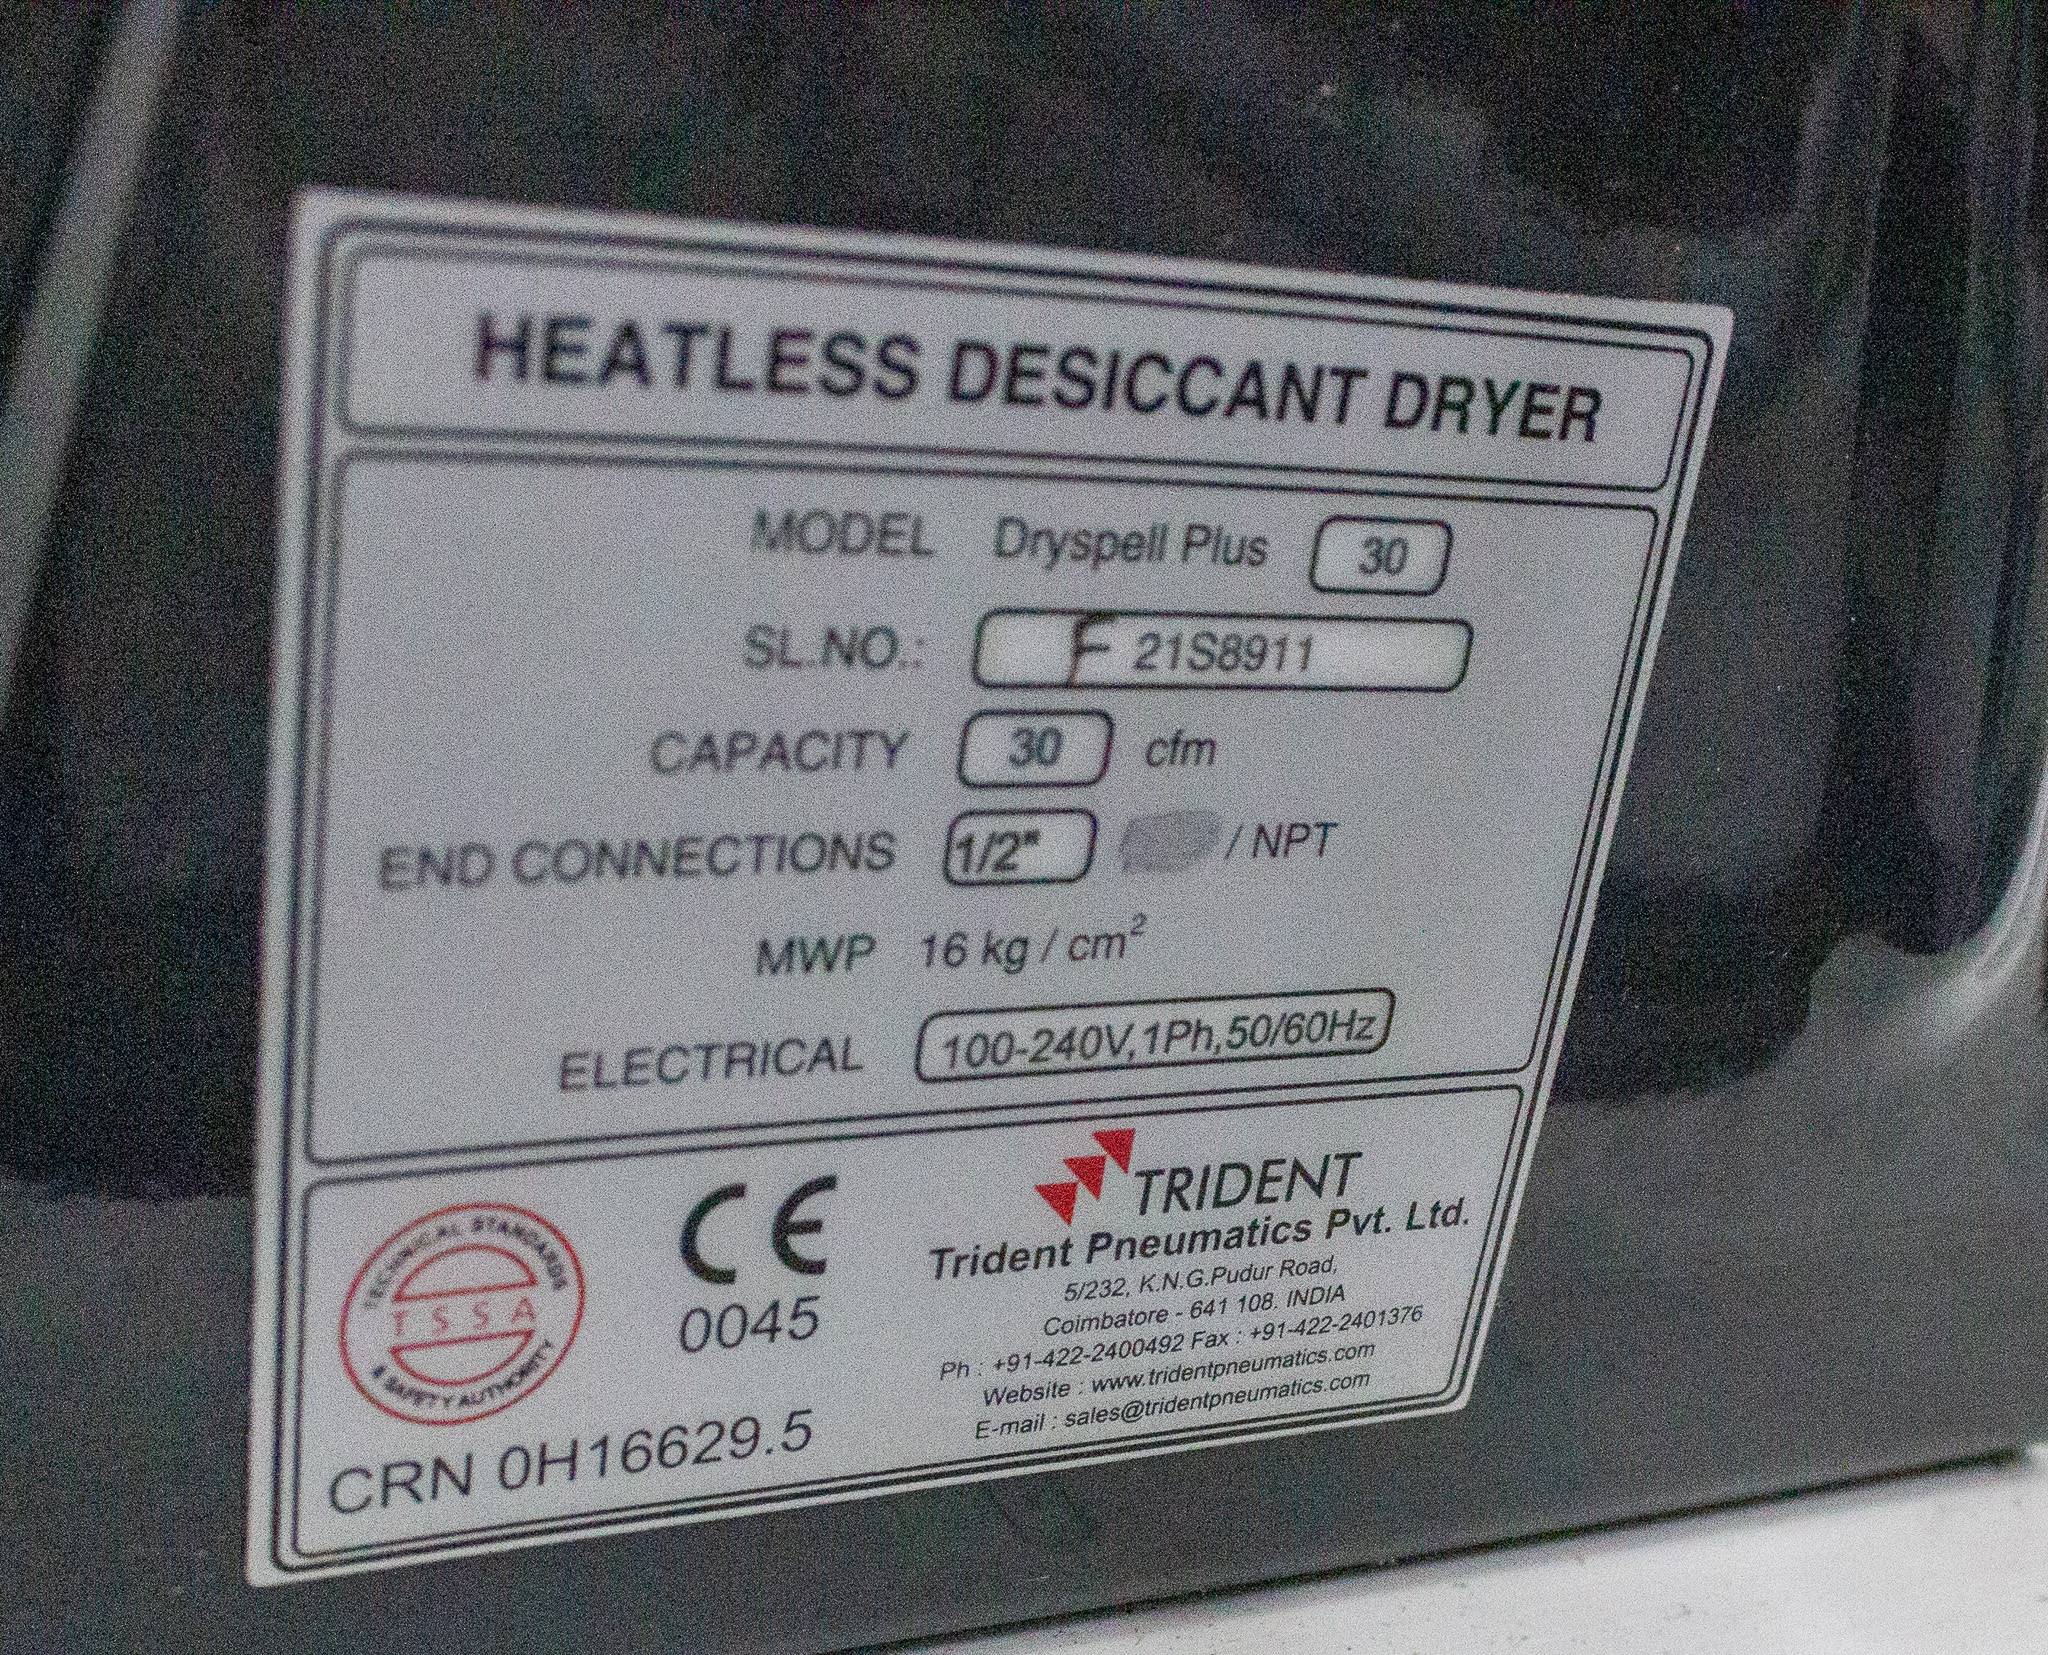 HEATLESS DESICCANT DRYER
MODEL Dryspell Plus 30
SL.NO.: F 21S8911
CAPACITY 30 cfm
END CONNECTIONS 1/2" / NPT
MWP 16 kg / cm²
ELECTRICAL 100-240V,1Ph,50/60Hz
TECHNICAL STANDARDS
TSSA
& SAFETY AUTHORITY
CRN 0H16629.5
CE
0045
TRIDENT
Trident Pneumatics Pvt. Ltd.
5/232, K.N.G.Pudur Road,
Coimbatore - 641 108. INDIA
Ph : +91-422-2400492 Fax : +91-422-2401376
Website : www.tridentpneumatics.com
E-mail : sales@tridentpneumatics.com